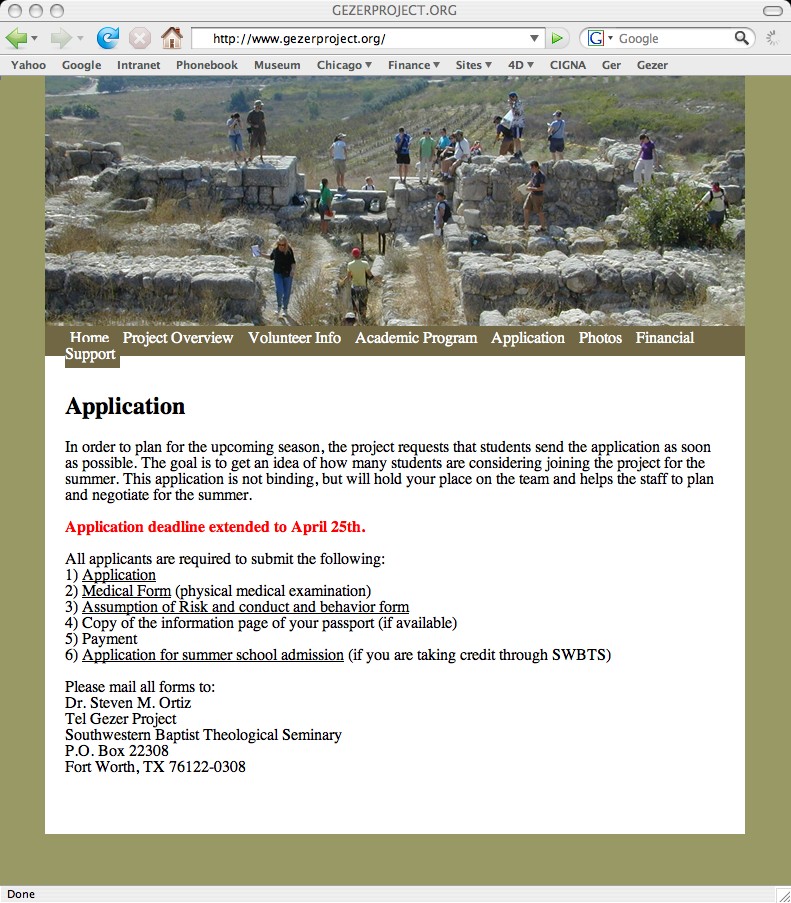 GEZERPROJECT.ORG
http://www.gezerproject.org/
G Google
Yahoo Google Intranet Phonebook Museum Chicago Finance Sites 4D CIGNA Ger Gezer
Home Project Overview Volunteer Info Academic Program Application Photos Financial
Support
Application
In order to plan for the upcoming season, the project requests that students send the application as soon
as possible. The goal is to get an idea of how many students are considering joining the project for the
summer. This application is not binding, but will hold your place on the team and helps the staff to plan
and negotiate for the summer.
Application deadline extended to April 25th.
All applicants are required to submit the following:
1) Application
2) Medical Form (physical medical examination)
3) Assumption of Risk and conduct and behavior form
4) Copy of the information page of your passport (if available)
5) Payment
6) Application for summer school admission (if you are taking credit through SWBTS)
Please mail all forms to:
Dr. Steven M. Ortiz
Tel Gezer Project
Southwestern Baptist Theological Seminary
P.O. Box 22308
Fort Worth, TX 76122-0308
Done